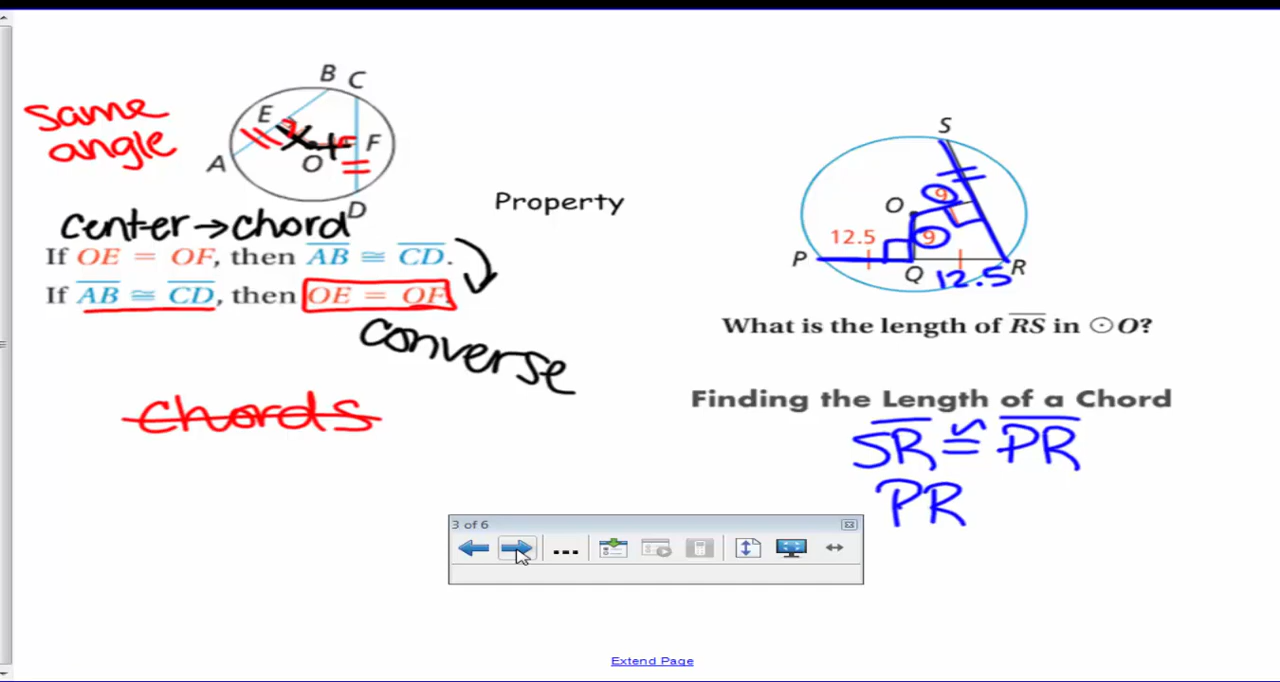 same
angle
B C
E
F
A
O
D
center → chord
If OE = OF, then AB ≅ CD.
If AB ≅ CD, then OE = OF.
converse
chords
Property
S
O
9
12.5
9
P
Q
12.5
R
What is the length of RS in ⊙O?
Finding the Length of a Chord
SR ≅ PR
PR
3 of 6
...
Extend Page